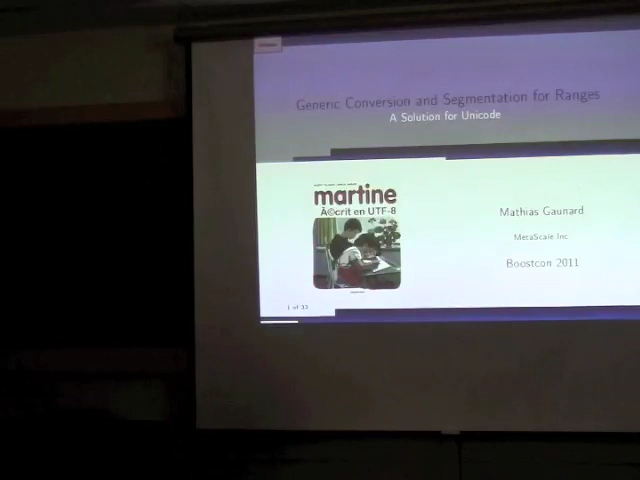 Generic Conversion and Segmentation for Ranges
A Solution for Unicode
martine
Ã©crit en UTF-8
Mathias Gaunard
MetaScale Inc
Boostcon 2011
1 of 32